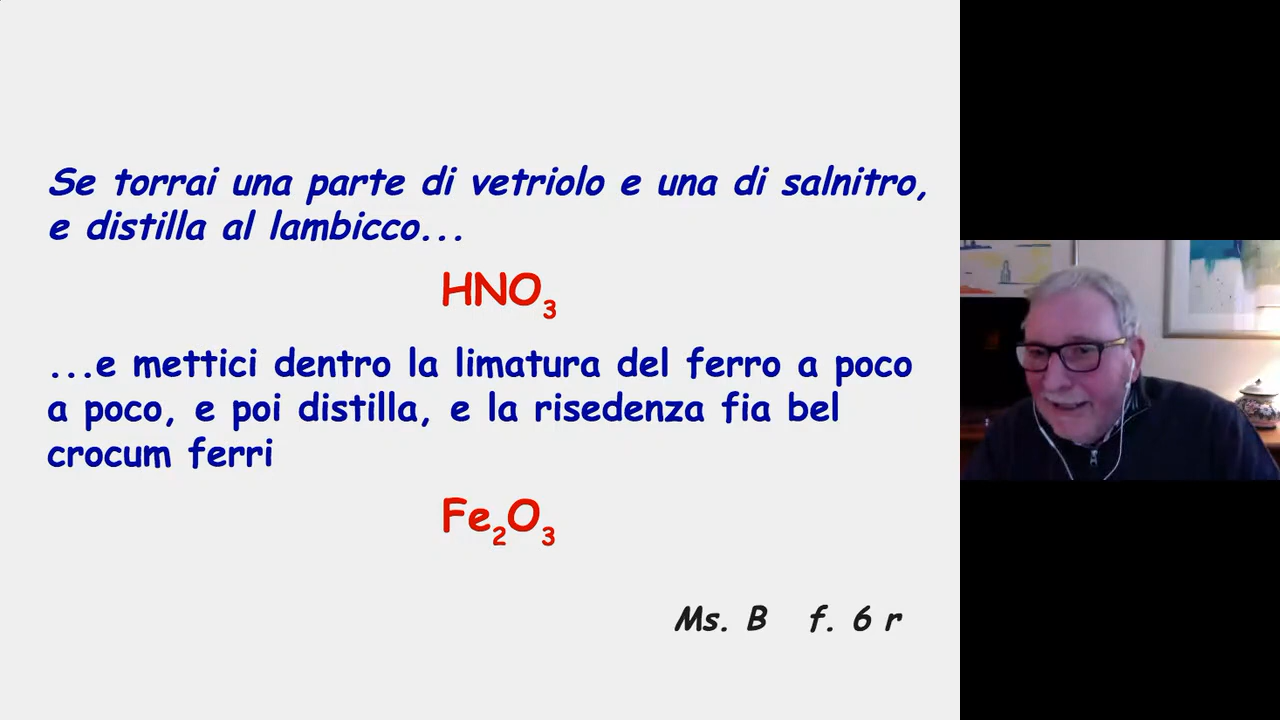 Se torrai una parte di vetriolo e una di salnitro,
e distilla al lambicco...
HNO₃
...e mettici dentro la limatura del ferro a poco
a poco, e poi distilla, e la risedenza fia bel
crocum ferri
Fe₂O₃
Ms. B f. 6 r